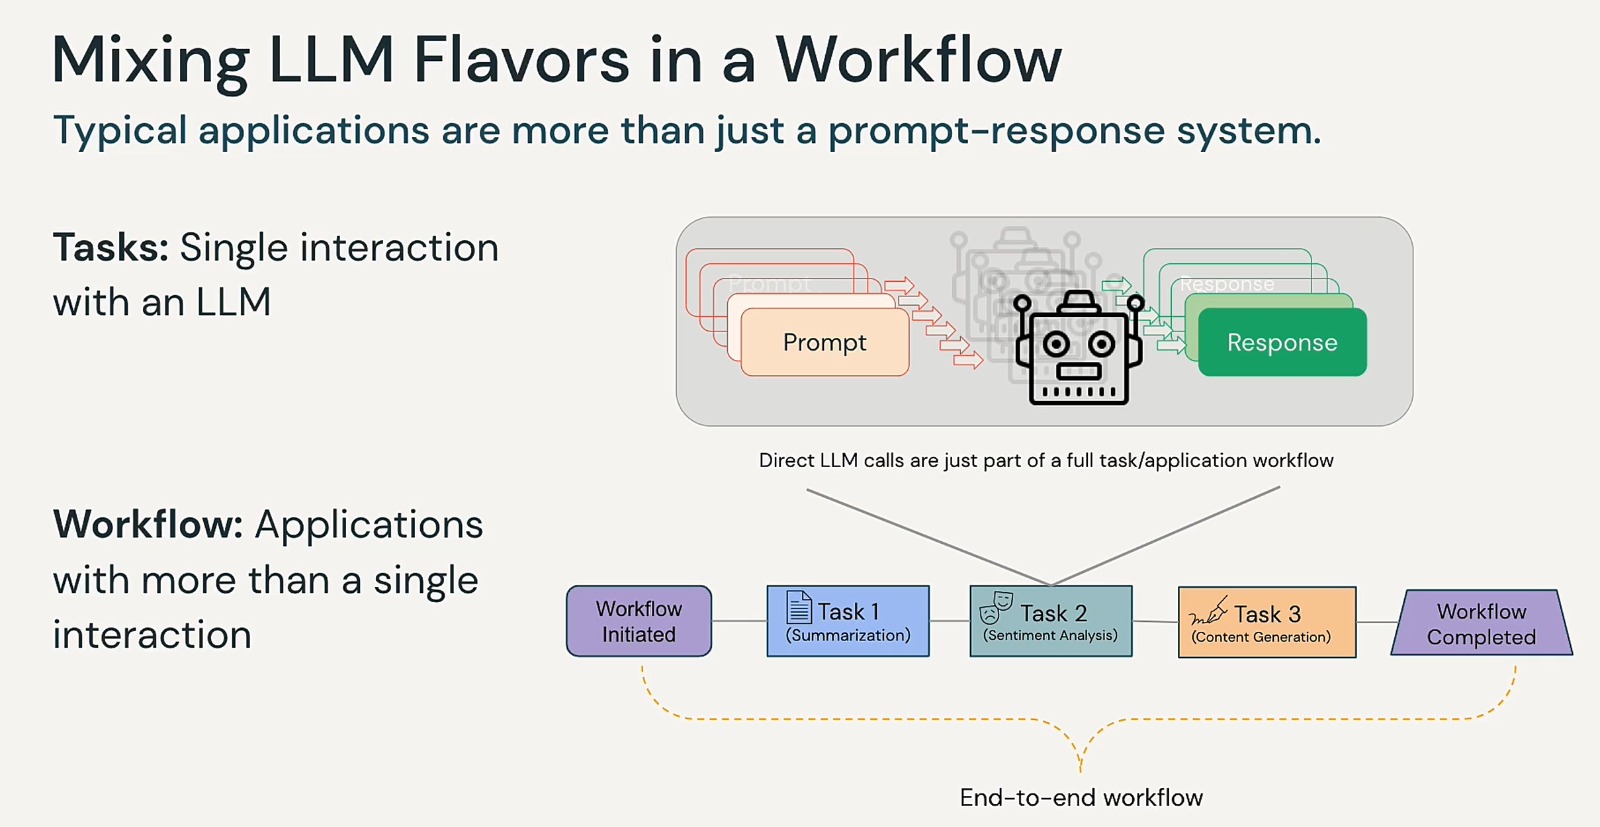 Mixing LLM Flavors in a Workflow
Typical applications are more than just a prompt-response system.
Tasks: Single interaction
with an LLM
Prompt
Response
Prompt
Response
Direct LLM calls are just part of a full task/application workflow
Workflow: Applications
with more than a single
interaction
Workflow
Initiated
Task 1
(Summarization)
Task 2
(Sentiment Analysis)
Task 3
(Content Generation)
Workflow
Completed
End-to-end workflow